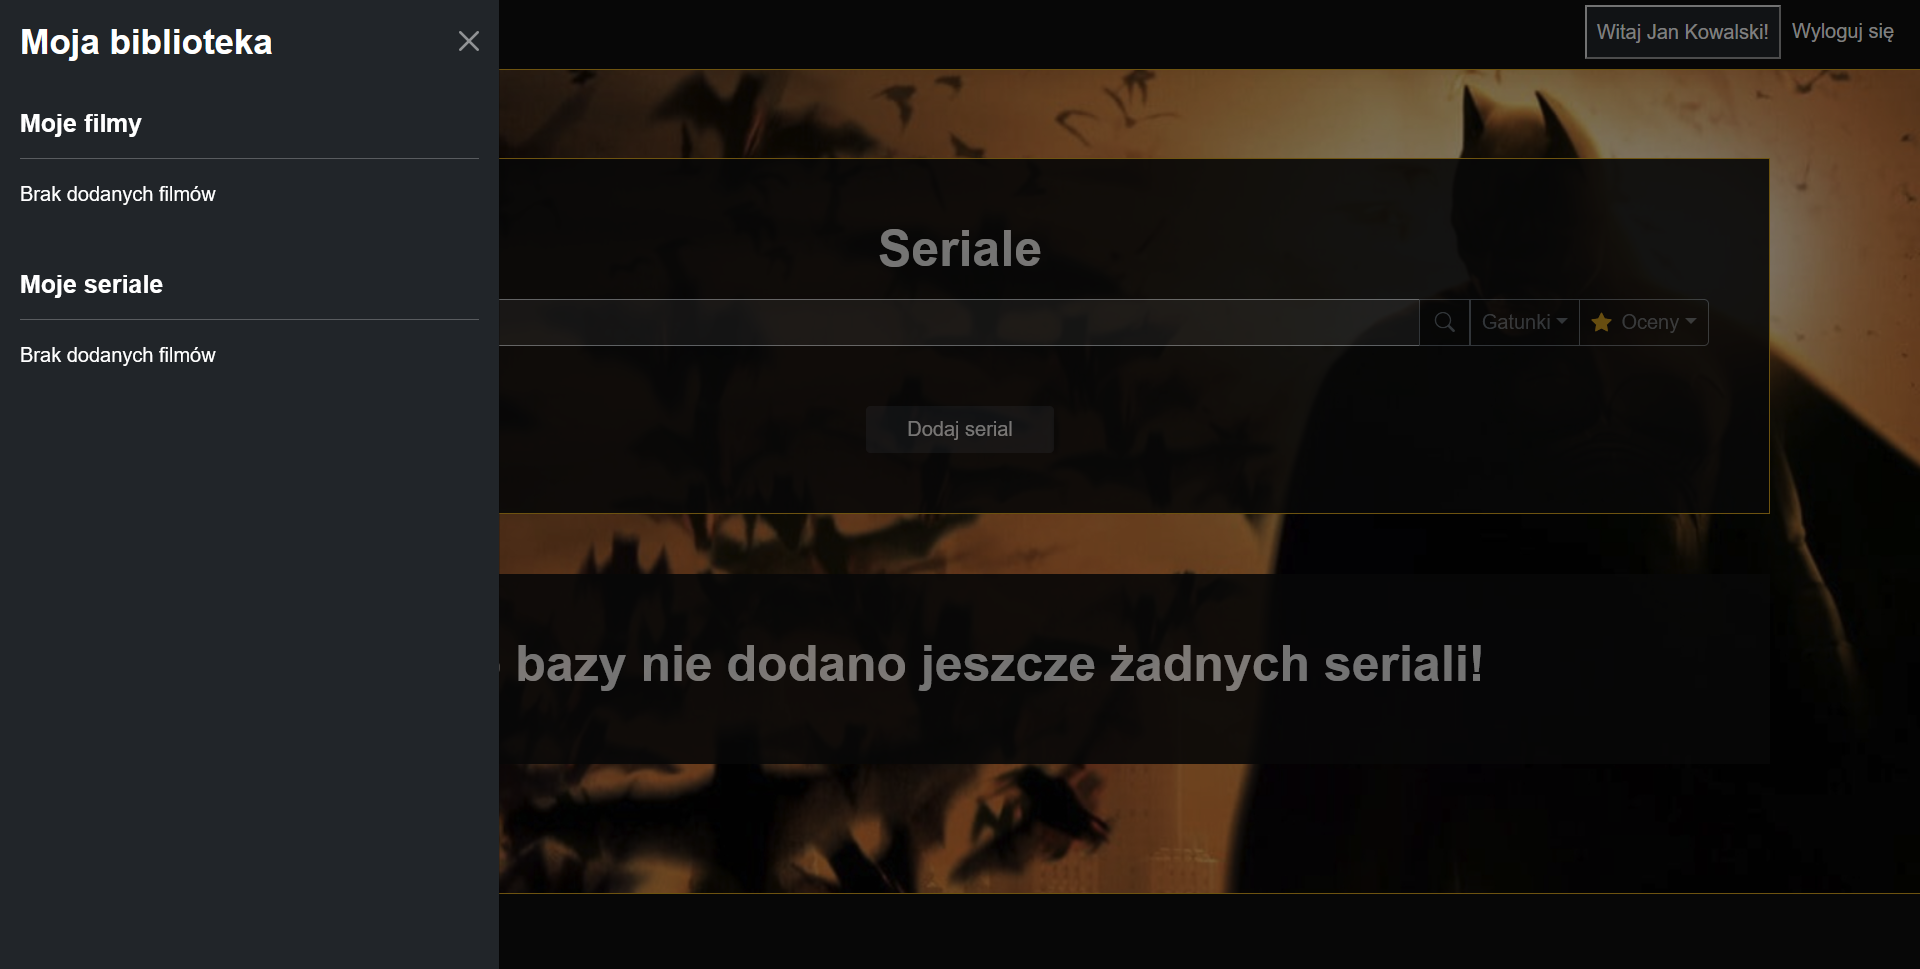 Moja biblioteka
Witaj Jan Kowalski!
Wyloguj się
Moje filmy
Brak dodanych filmów
Moje seriale
Brak dodanych filmów
Seriale
Gatunki
Oceny
Dodaj serial
bazy nie dodano jeszcze żadnych seriali!